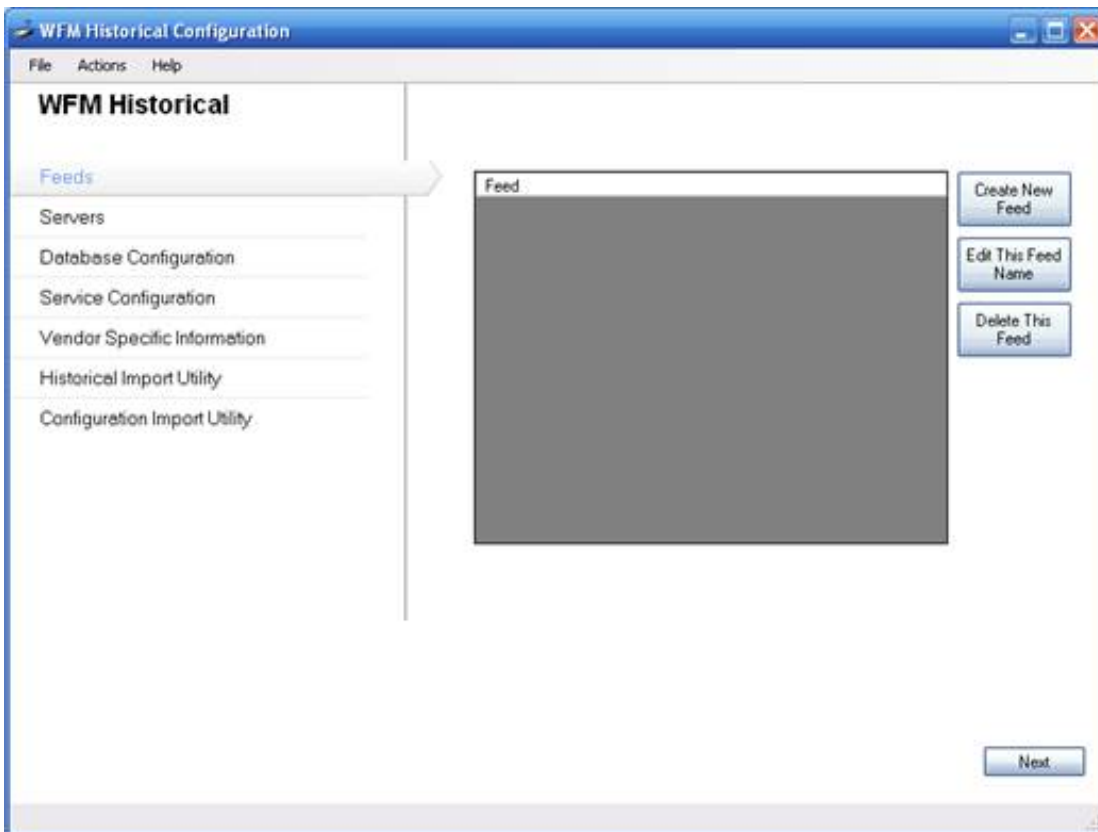 WFM Historical Configuration
File Actions Help
WFM Historical
Feeds
Servers
Database Configuration
Service Configuration
Vendor Specific Information
Historical Import Utility
Configuration Import Utility
Feed
Create New
Feed
Edit This Feed
Name
Delete This
Feed
Next